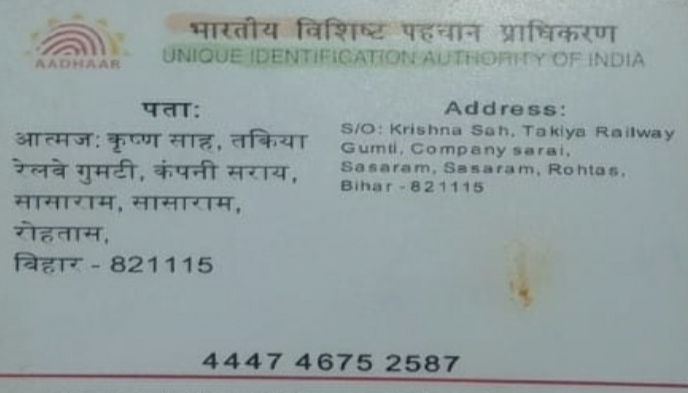 भारतीय विशिष्ट पहचान प्राधिकरण
AADHAAR
UNIQUE IDENTIFICATION AUTHORITY OF INDIA
पता:
आत्मज: कृष्ण साह, तकिया
रेलबे गुमटी, कंपनी सराय,
सासाराम, सासाराम,
रोहतास,
बिहार - 821115
Address:
S/O: Krishna Sah, Takiya Railway
Gumti, Company sarai,
Sasaram, Sasaram, Rohtas,
Bihar - 821115
4447 4675 2587